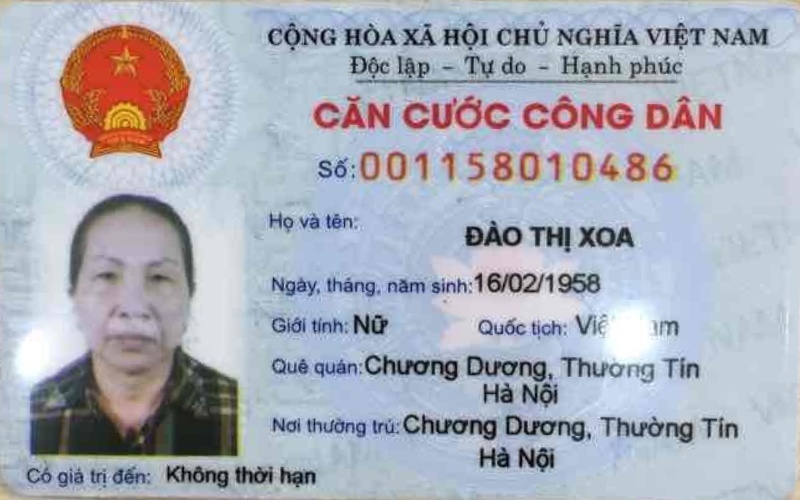 CỘNG HÒA XÃ HỘI CHỦ NGHĨA VIỆT NAM
Độc lập - Tự do - Hạnh phúc
CĂN CƯỚC CÔNG DÂN
Số: 001158010486
Họ và tên:
ĐÀO THỊ XOA
Ngày, tháng, năm sinh: 16/02/1958
Giới tính: Nữ Quốc tịch:
Quê quán: Chương Dương, Thường Tín
Hà Nội
Nơi thường trú: Chương Dương, Thường Tín
Hà Nội
Có giá trị đến: Không thời hạn